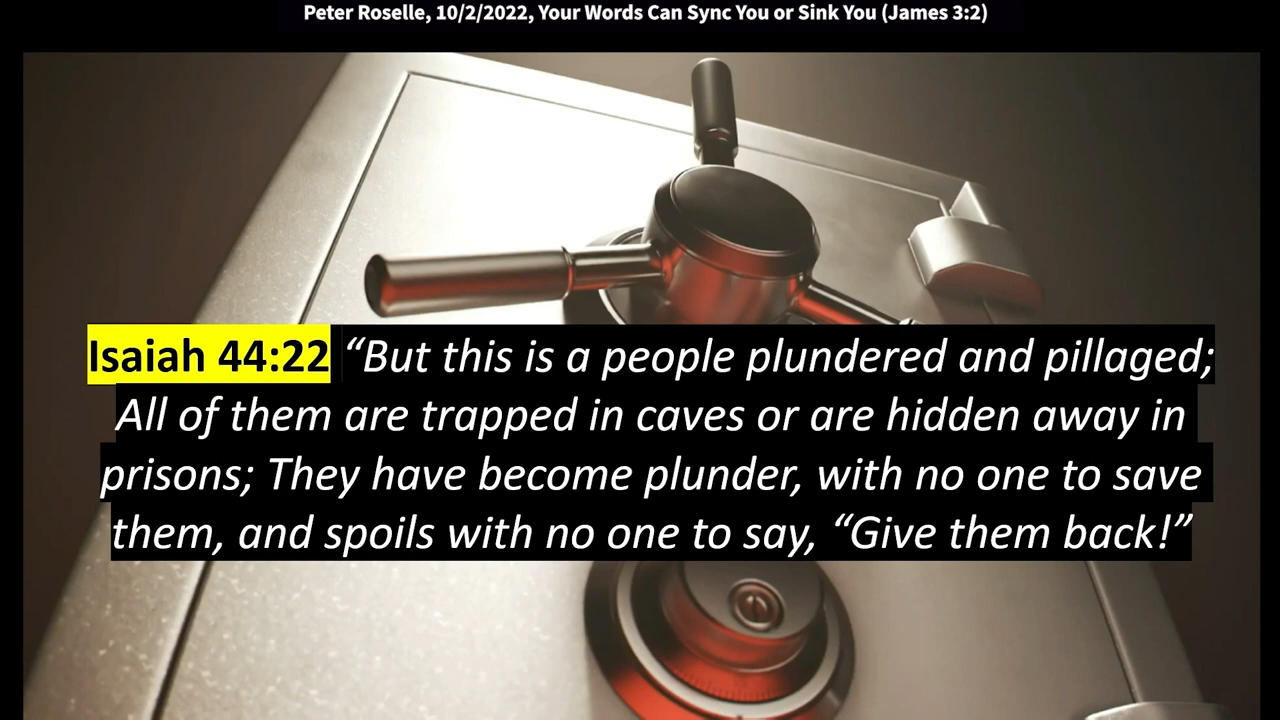 Peter Roselle, 10/2/2022, Your Words Can Sync You or Sink You (James 3:2)
Isaiah 44:22 “But this is a people plundered and pillaged;
All of them are trapped in caves or are hidden away in
prisons; They have become plunder, with no one to save
them, and spoils with no one to say, “Give them back!”